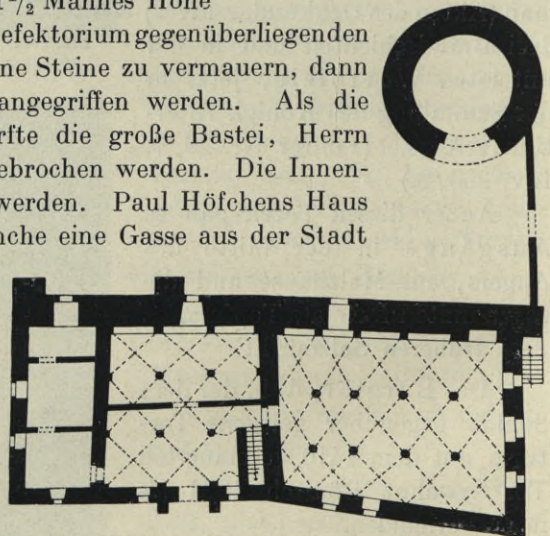 1/2 Mannes Höhe
efektorium gegenüberliegenden
ne Steine zu vermauern, dann
angegriffen werden. Als die
rfte die große Bastei, Herrn
ebrochen werden. Die Innen-
werden. Paul Höfchens Haus
nche eine Gasse aus der Stadt